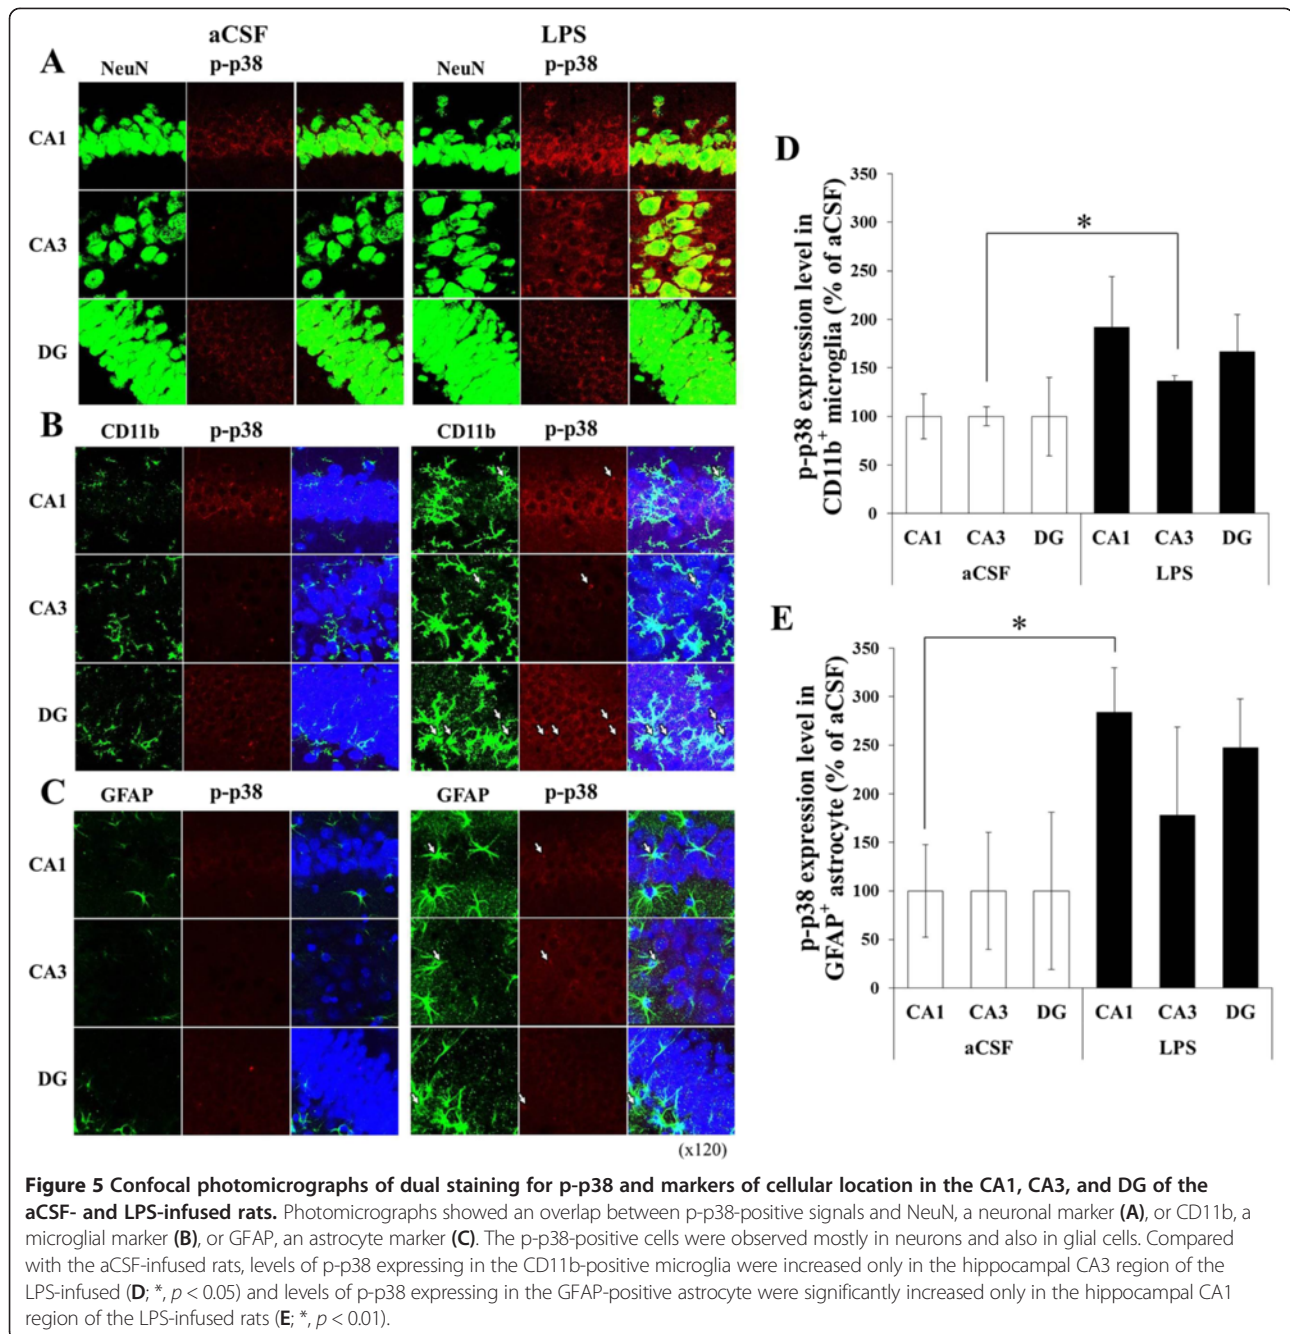 aCSF LPS
A NeuN p-p38 NeuN p-p38
CA1
CA3
DG
B CD11b p-p38 CD11b p-p38
CA1
CA3
DG
C GFAP p-p38 GFAP p-p38
CA1
CA3
DG
(x120)
D
p-p38 expression level in
CD11b+ microglia (% of aCSF)
350
300
250
200
150
100
50
0
*
CA1 CA3 DG CA1 CA3 DG
aCSF LPS
E
p-p38 expression level in
GFAP+ astrocyte (% of aCSF)
350
300
250
200
150
100
50
0
*
CA1 CA3 DG CA1 CA3 DG
aCSF LPS
Figure 5 Confocal photomicrographs of dual staining for p-p38 and markers of cellular location in the CA1, CA3, and DG of the
aCSF- and LPS-infused rats. Photomicrographs showed an overlap between p-p38-positive signals and NeuN, a neuronal marker (A), or CD11b, a
microglial marker (B), or GFAP, an astrocyte marker (C). The p-p38-positive cells were observed mostly in neurons and also in glial cells. Compared
with the aCSF-infused rats, levels of p-p38 expressing in the CD11b-positive microglia were increased only in the hippocampal CA3 region of the
LPS-infused (D; *, p < 0.05) and levels of p-p38 expressing in the GFAP-positive astrocyte were significantly increased only in the hippocampal CA1
region of the LPS-infused rats (E; *, p < 0.01).